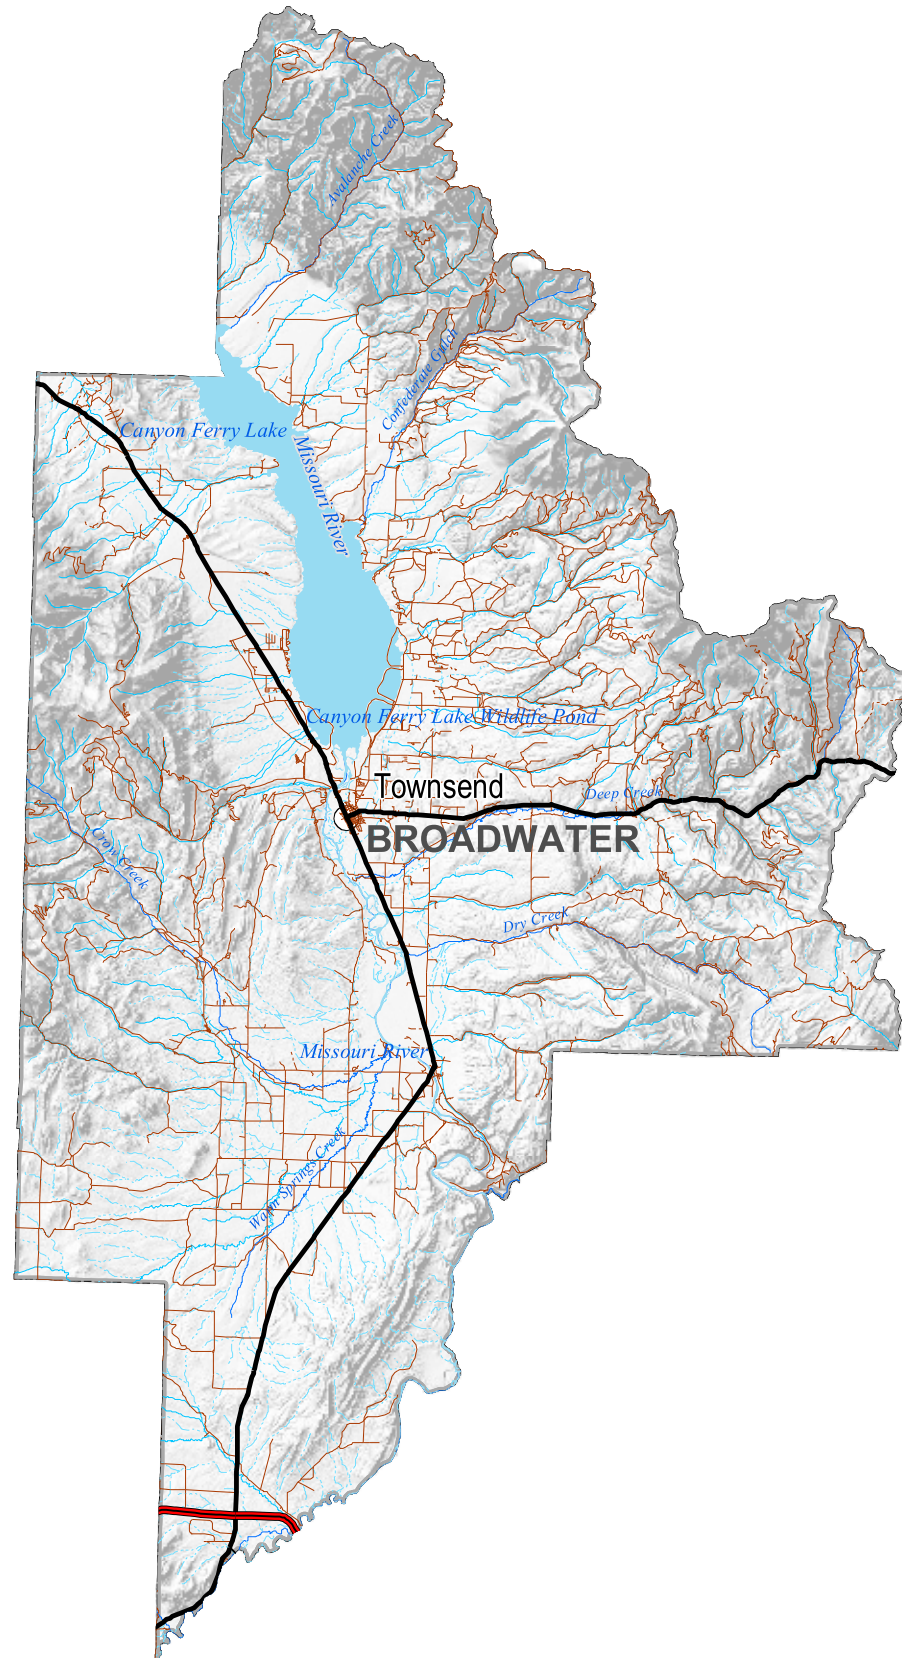 Avalanche Creek
Confederate Gulch
Canyon Ferry Lake
Missouri River
Canyon Ferry Lake Wildlife Pond
Townsend
Deep Creek
BROADWATER
Crow Creek
Dry Creek
Missouri River
Warm Springs Creek